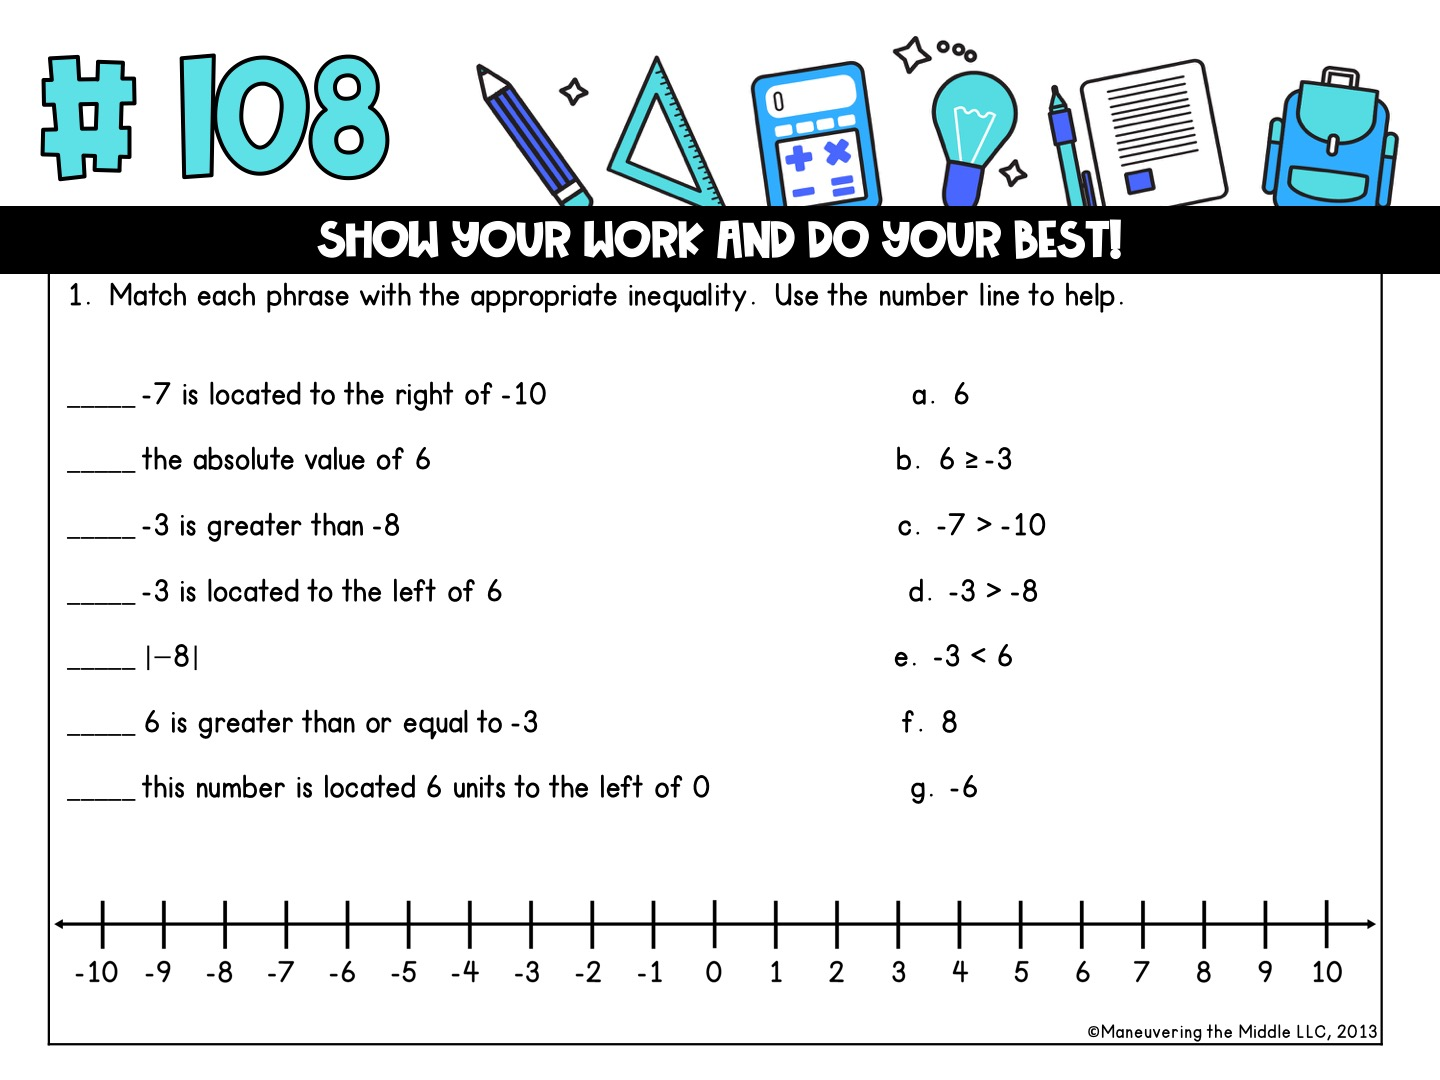 # 108
0
SHOW YOUR WORK AND DO YOUR BEST!
1. Match each phrase with the appropriate inequality. Use the number line to help.
_____ -7 is located to the right of -10 a. 6
_____ the absolute value of 6 b. 6 ≥ -3
_____ -3 is greater than -8 c. -7 > -10
_____ -3 is located to the left of 6 d. -3 > -8
_____ |−8| e. -3 < 6
_____ 6 is greater than or equal to -3 f. 8
_____ this number is located 6 units to the left of 0 g. -6
-10 -9 -8 -7 -6 -5 -4 -3 -2 -1 0 1 2 3 4 5 6 7 8 9 10
©Maneuvering the Middle LLC, 2013